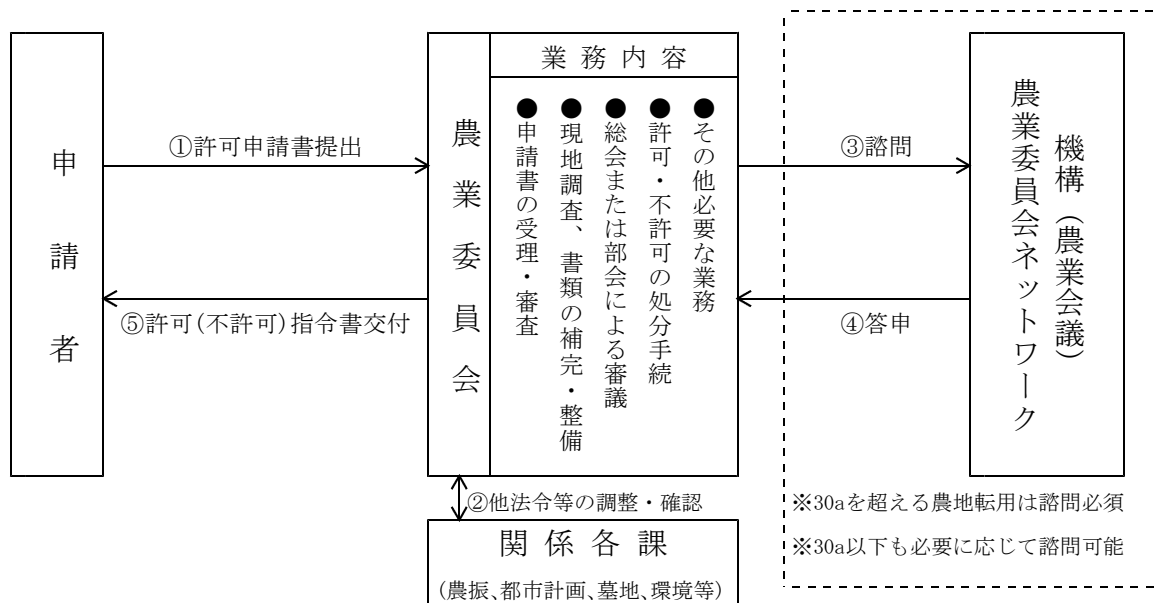 申請者
①許可申請書提出
⑤許可(不許可)指令書交付
農業委員会
業務内容
●申請書の受理・審査
●現地調査、書類の補完・整備
●総会または部会による審議
●許可・不許可の処分手続
●その他必要な業務
②他法令等の調整・確認
関係各課
(農振、都市計画、墓地、環境等)
③諮問
④答申
農業委員会ネットワーク
機構（農業会議）
※30aを超える農地転用は諮問必須
※30a以下も必要に応じて諮問可能